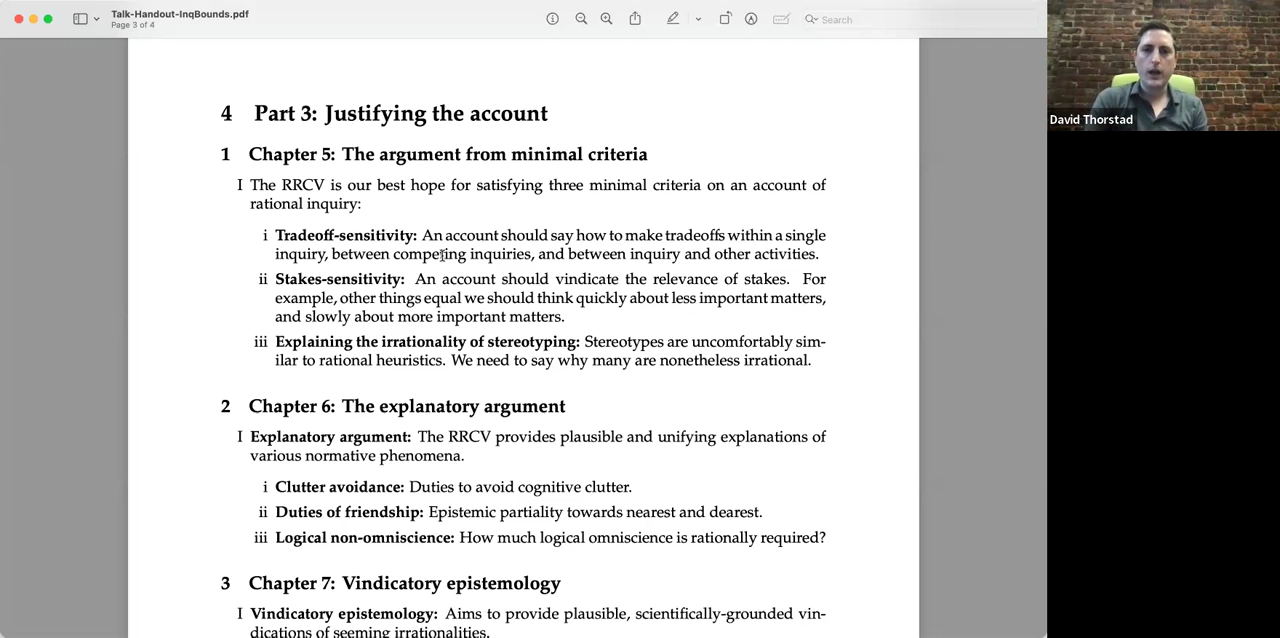 Talk-Handout-InqBounds.pdf
Page 3 of 4
Search
David Thorstad
4 Part 3: Justifying the account
1 Chapter 5: The argument from minimal criteria
I The RRCV is our best hope for satisfying three minimal criteria on an account of
rational inquiry:
i Tradeoff-sensitivity: An account should say how to make tradeoffs within a single
inquiry, between competing inquiries, and between inquiry and other activities.
ii Stakes-sensitivity: An account should vindicate the relevance of stakes. For
example, other things equal we should think quickly about less important matters,
and slowly about more important matters.
iii Explaining the irrationality of stereotyping: Stereotypes are uncomfortably sim-
ilar to rational heuristics. We need to say why many are nonetheless irrational.
2 Chapter 6: The explanatory argument
I Explanatory argument: The RRCV provides plausible and unifying explanations of
various normative phenomena.
i Clutter avoidance: Duties to avoid cognitive clutter.
ii Duties of friendship: Epistemic partiality towards nearest and dearest.
iii Logical non-omniscience: How much logical omniscience is rationally required?
3 Chapter 7: Vindicatory epistemology
I Vindicatory epistemology: Aims to provide plausible, scientifically-grounded vin-
dications of seeming irrationalities.